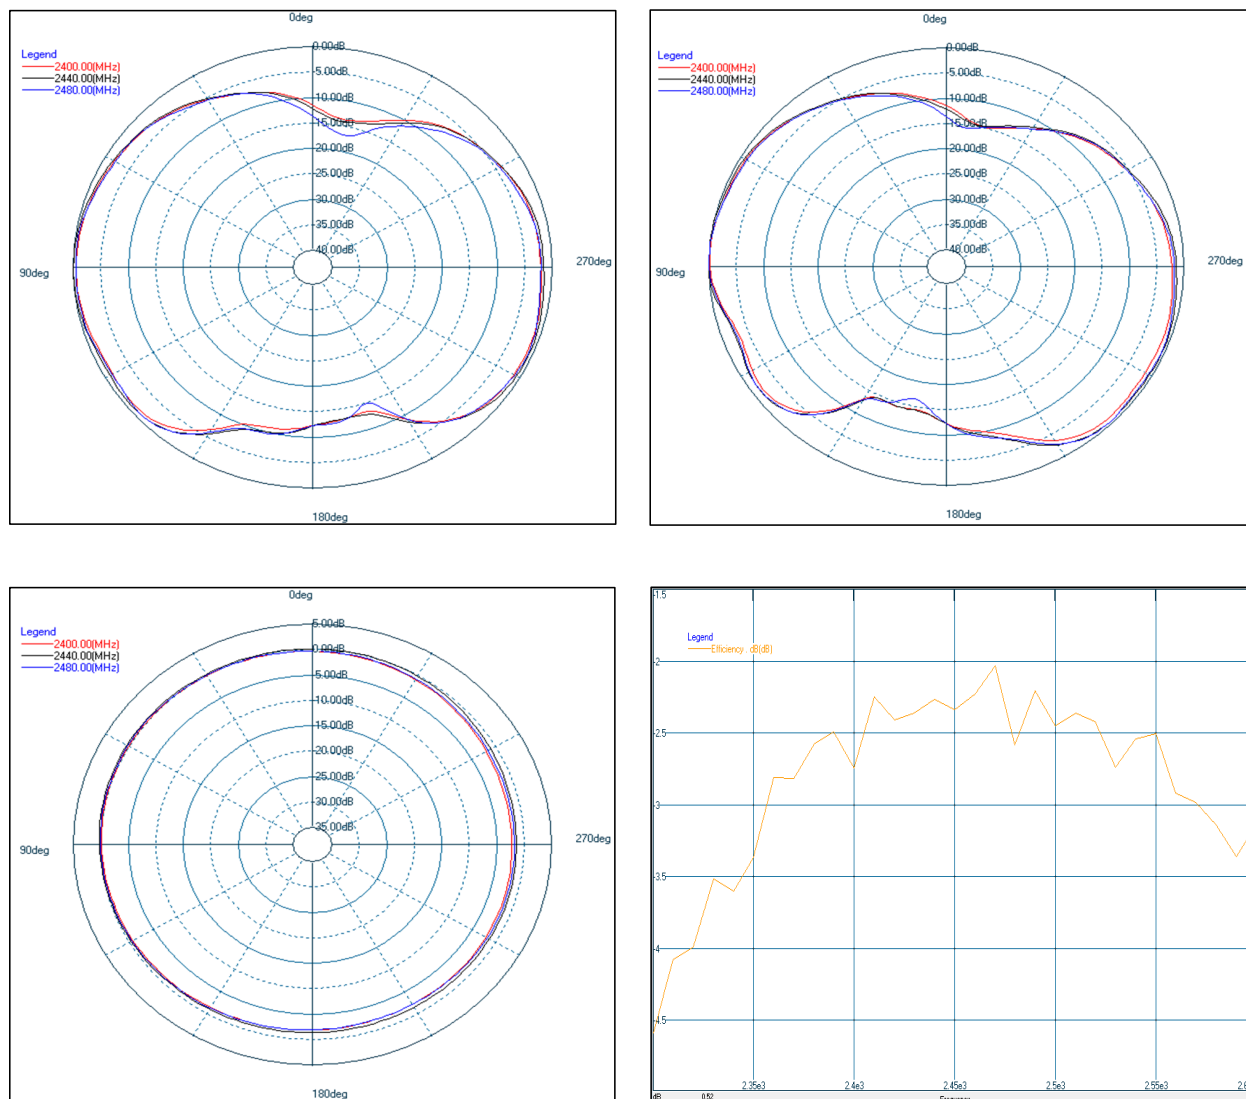 0deg
Legend
2400.00(MHz)
2440.00(MHz)
2480.00(MHz)
0.00dB
5.00dB
10.00dB
15.00dB
20.00dB
25.00dB
30.00dB
35.00dB
40.00dB
90deg
270deg
180deg
0deg
Legend
2400.00(MHz)
2440.00(MHz)
2480.00(MHz)
0.00dB
5.00dB
10.00dB
15.00dB
20.00dB
25.00dB
30.00dB
35.00dB
40.00dB
90deg
270deg
180deg
0deg
Legend
2400.00(MHz)
2440.00(MHz)
2480.00(MHz)
5.00dB
0.00dB
5.00dB
10.00dB
15.00dB
20.00dB
25.00dB
30.00dB
35.00dB
90deg
270deg
180deg
-1.5
Legend
Efficiency . dB(dB)
-2
-2.5
-3
-3.5
-4
-4.5
2.35e3
2.4e3
2.45e3
2.5e3
2.55e3
dB
0.52